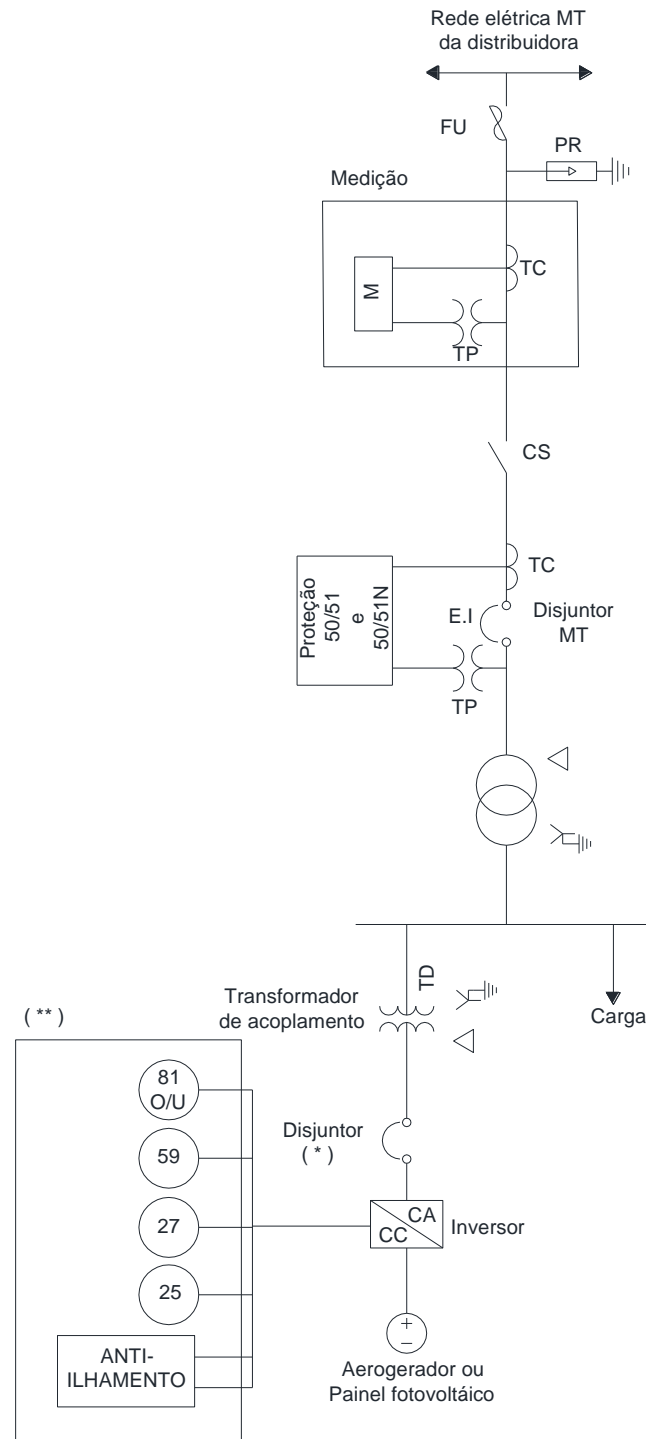 Rede elétrica MT
da distribuidora
FU
PR
Medição
TC
M
TP
CS
TC
Proteção
50/51
e
50/51N
E.I
Disjuntor
MT
TP
TD
Transformador
de acoplamento
Carga
( ** )
81
O/U
Disjuntor
( * )
59
CA
CC
Inversor
27
25
+
−
ANTI-
ILHAMENTO
Aerogerador ou
Painel fotovoltáico